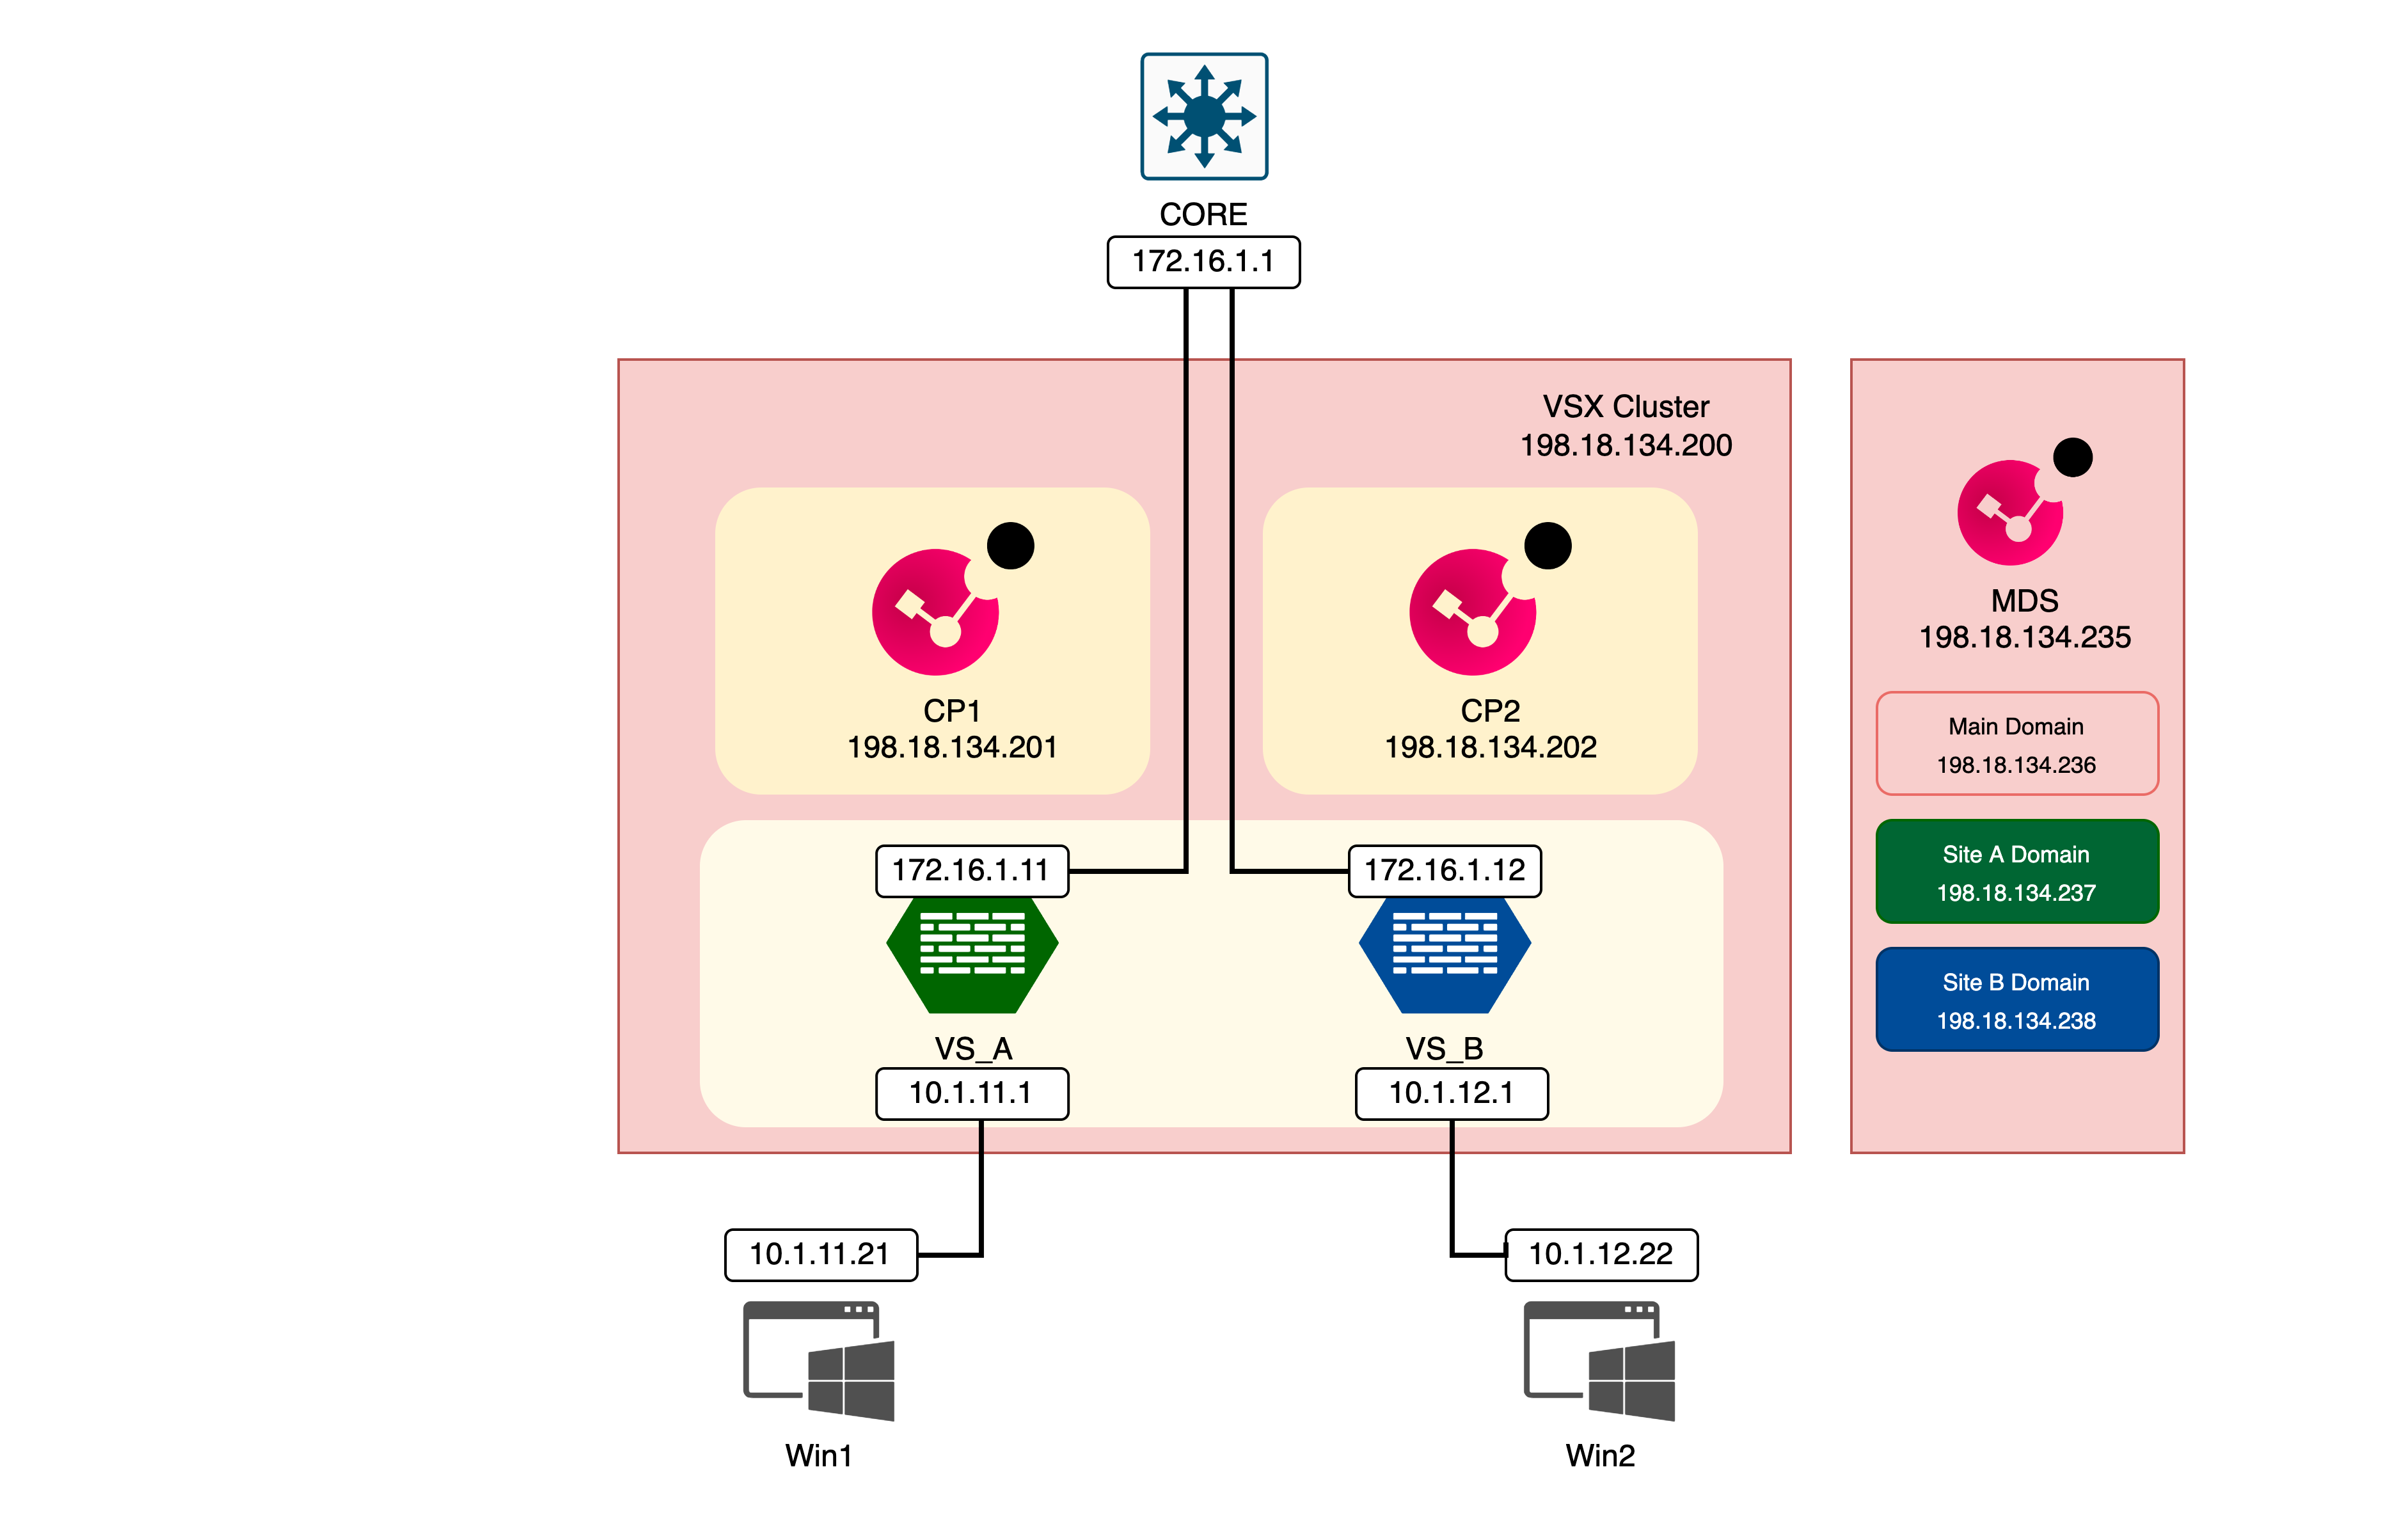 CORE
172.16.1.1
VSX Cluster
198.18.134.200
CP1
198.18.134.201
CP2
198.18.134.202
MDS
198.18.134.235
Main Domain
198.18.134.236
Site A Domain
198.18.134.237
Site B Domain
198.18.134.238
172.16.1.11
172.16.1.12
VS_A
VS_B
10.1.11.1
10.1.12.1
10.1.11.21
10.1.12.22
Win1
Win2